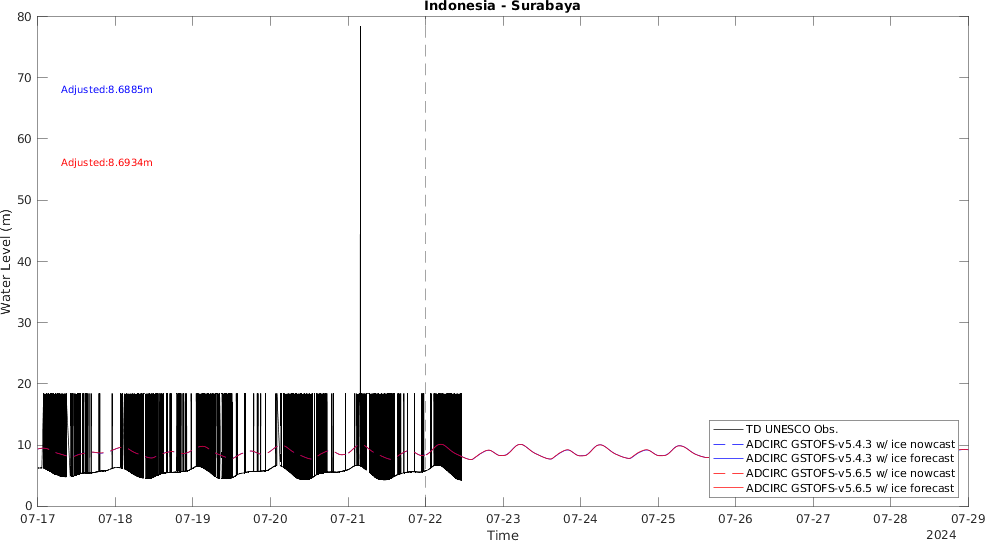 Indonesia - Surabaya
80
70
60
50
40
30
20
10
0
Water Level (m)
Adjusted:8.6885m
Adjusted:8.6934m
TD UNESCO Obs.
ADCIRC GSTOFS-v5.4.3 w/ ice nowcast
ADCIRC GSTOFS-v5.4.3 w/ ice forecast
ADCIRC GSTOFS-v5.6.5 w/ ice nowcast
ADCIRC GSTOFS-v5.6.5 w/ ice forecast
07-17 07-18 07-19 07-20 07-21 07-22 07-23 07-24 07-25 07-26 07-27 07-28 07-29
Time
2024